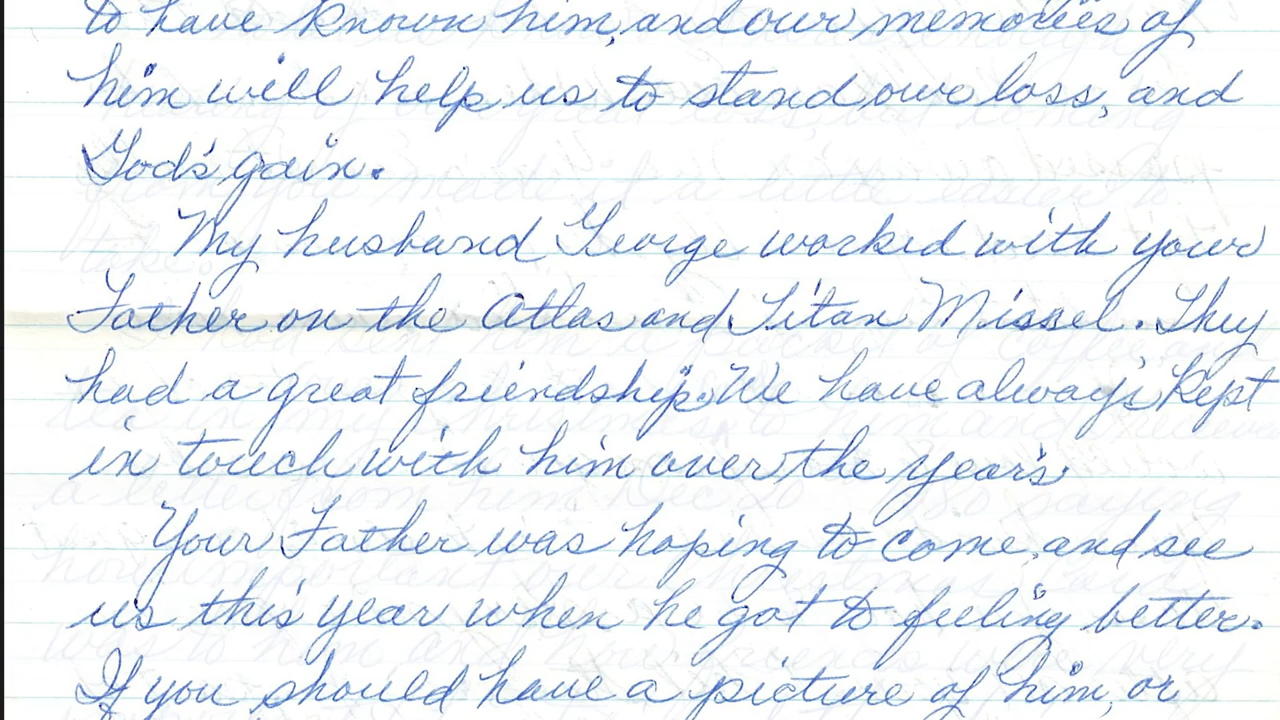 to have known him, and our memories of
him will help us to stand our loss, and
God's gain.
My husband George worked with your
Father on the Atlas and Titan Missel. They
had a great friendship. We have always kept
in touch with him over the years.
Your Father was hoping to come, and see
us this year when he got to feeling better.
If you should have a picture of him, or